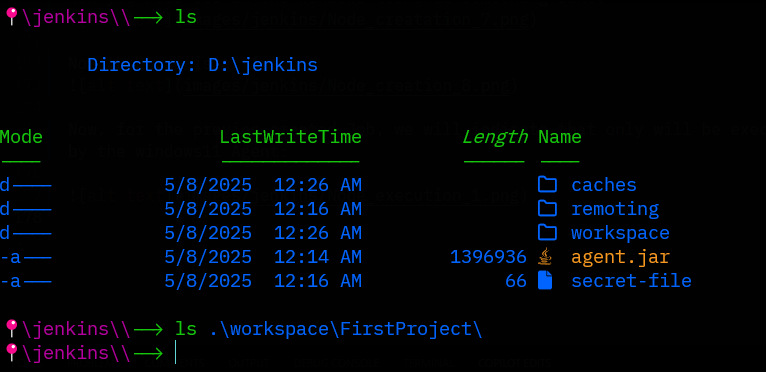 \jenkins\\--> ls
Directory: D:\jenkins
Mode LastWriteTime Length Name
---- ------------- ------ ----
d---- 5/8/2025 12:26 AM caches
d---- 5/8/2025 12:16 AM remoting
d---- 5/8/2025 12:26 AM workspace
-a--- 5/8/2025 12:14 AM 1396936 agent.jar
-a--- 5/8/2025 12:16 AM 66 secret-file
\jenkins\\--> ls .\workspace\FirstProject\
\jenkins\\-->